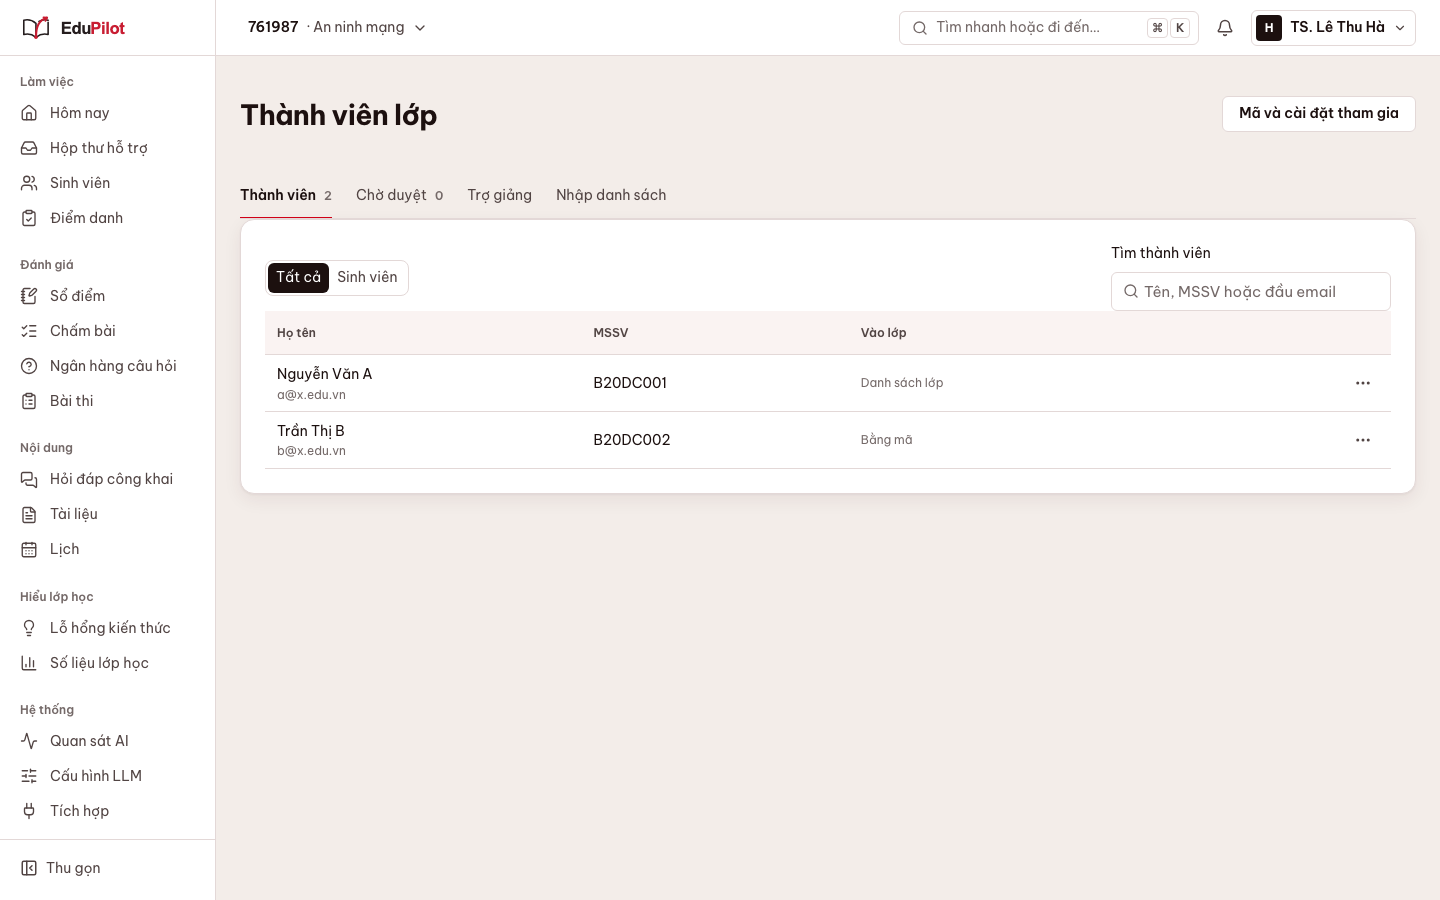 EduPilot
761987 · An ninh mạng
Tìm nhanh hoặc đi đến...
⌘ K
H
TS. Lê Thu Hà
Làm việc
Hôm nay
Hộp thư hỗ trợ
Sinh viên
Điểm danh
Đánh giá
Sổ điểm
Chấm bài
Ngân hàng câu hỏi
Bài thi
Nội dung
Hỏi đáp công khai
Tài liệu
Lịch
Hiểu lớp học
Lỗ hổng kiến thức
Số liệu lớp học
Hệ thống
Quan sát AI
Cấu hình LLM
Tích hợp
Thu gọn
Thành viên lớp
Mã và cài đặt tham gia
Thành viên 2 Chờ duyệt 0 Trợ giảng Nhập danh sách
Tất cả Sinh viên
Tìm thành viên
Tên, MSSV hoặc đầu email
Họ tên MSSV Vào lớp
Nguyễn Văn A
a@x.edu.vn
B20DC001
Danh sách lớp
Trần Thị B
b@x.edu.vn
B20DC002
Bằng mã